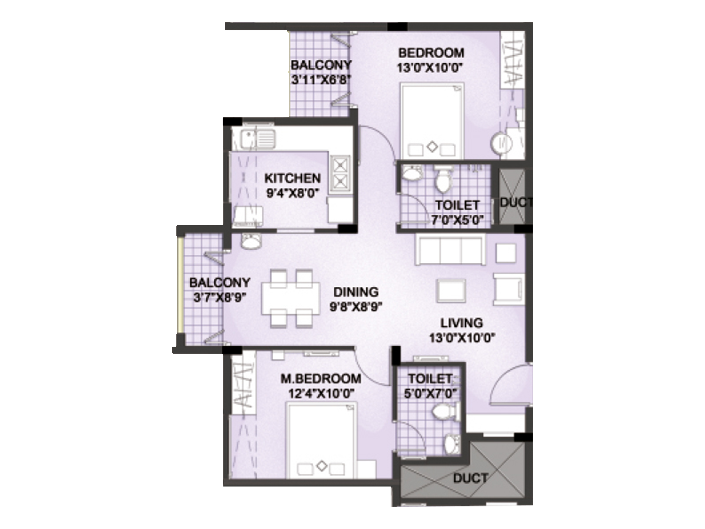 BEDROOM
13'0"X10'0"
BALCONY
3'11"X6'8"
KITCHEN
9'4"X8'0"
TOILET
7'0"X5'0"
DUCT
BALCONY
3'7"X8'9"
DINING
9'8"X8'9"
LIVING
13'0"X10'0"
M.BEDROOM
12'4"X10'0"
TOILET
5'0"X7'0"
DUCT